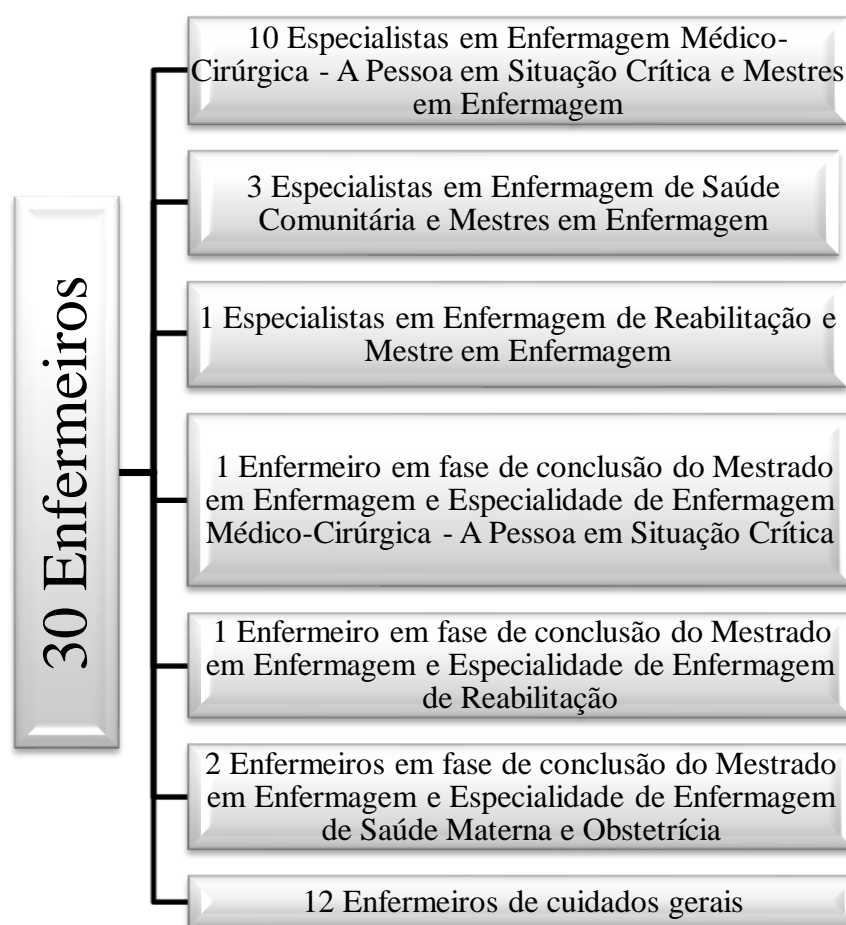 30 Enfermeiros
10 Especialistas em Enfermagem Médico-
Cirúrgica - A Pessoa em Situação Crítica e Mestres
em Enfermagem
3 Especialistas em Enfermagem de Saúde
Comunitária e Mestres em Enfermagem
1 Especialistas em Enfermagem de Reabilitação e
Mestre em Enfermagem
1 Enfermeiro em fase de conclusão do Mestrado
em Enfermagem e Especialidade de Enfermagem
Médico-Cirúrgica - A Pessoa em Situação Crítica
1 Enfermeiro em fase de conclusão do Mestrado
em Enfermagem e Especialidade de Enfermagem
de Reabilitação
2 Enfermeiros em fase de conclusão do Mestrado
em Enfermagem e Especialidade de Enfermagem
de Saúde Materna e Obstetrícia
12 Enfermeiros de cuidados gerais